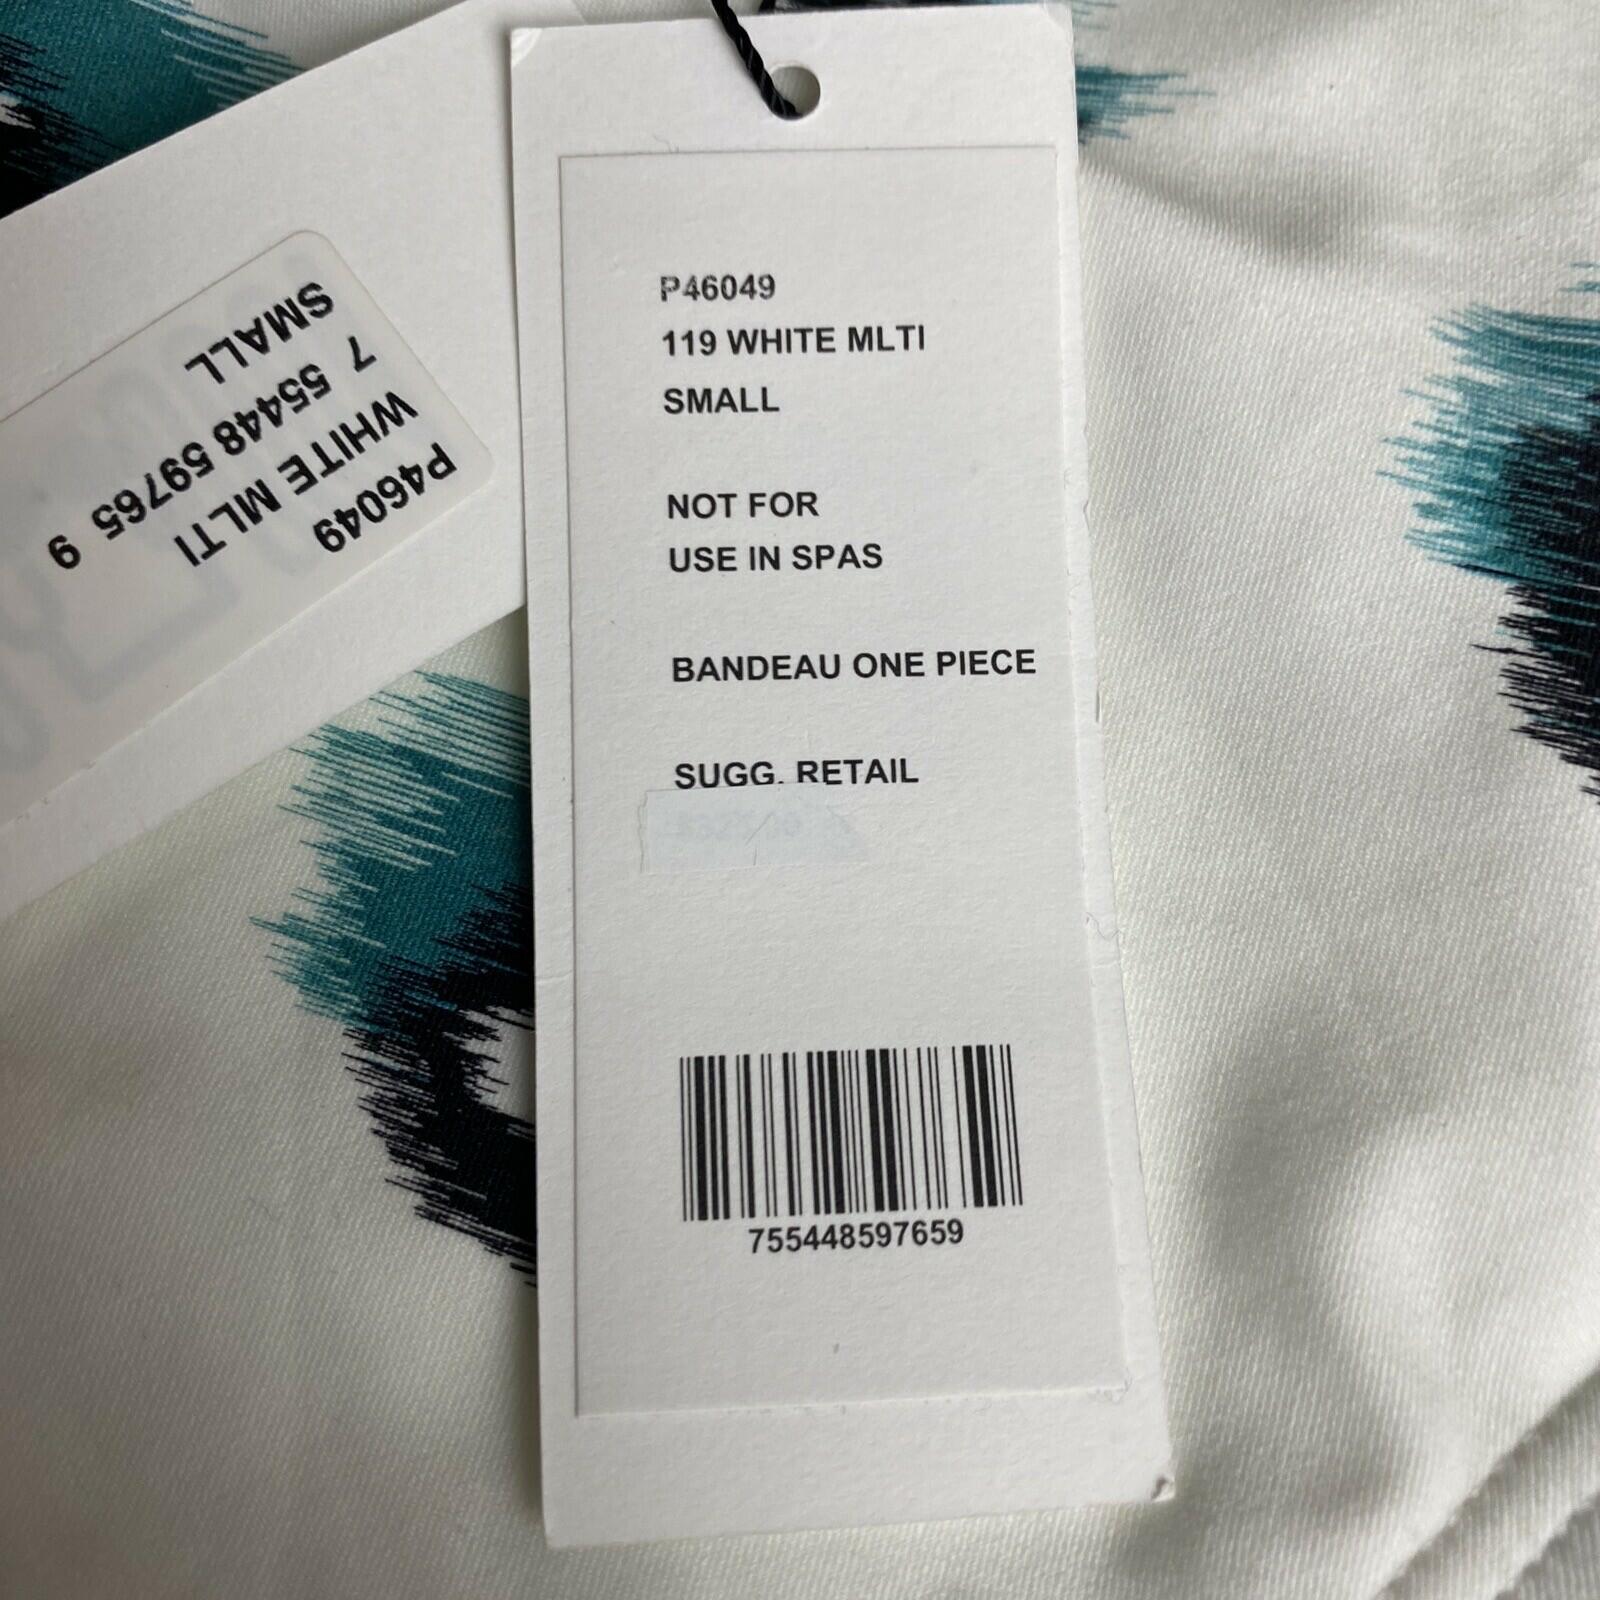 P46049
119 WHITE MLTI
SMALL
NOT FOR
USE IN SPAS
BANDEAU ONE PIECE
SUGG. RETAIL
755448597659
P46049
WHITE MLTI
7 55448 59765 9
SMALL